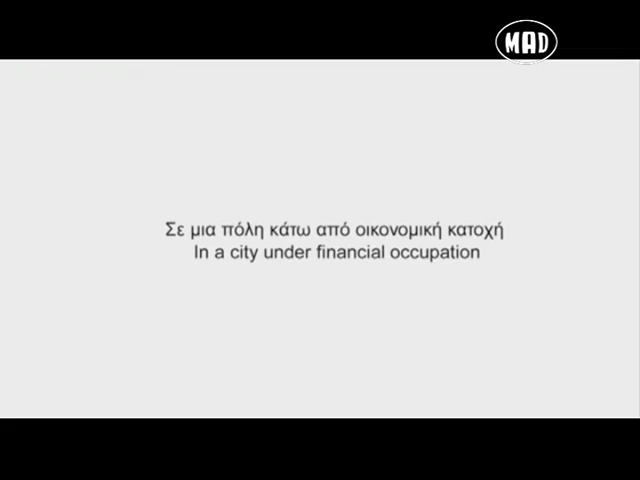 MAD
Σε μια πόλη κάτω από οικονομική κατοχή
In a city under financial occupation